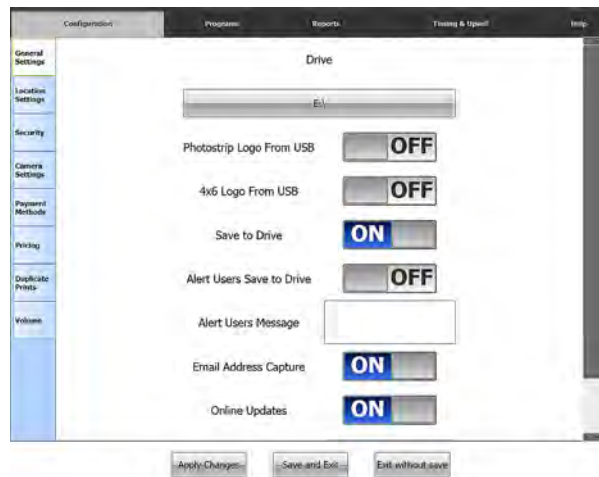 Configuration Programs Reports Timing & Upsell Help
General
Settings
Location
Settings
Security
Camera
Settings
Payment
Methods
Pricing
Duplicate
Prints
Volume
Drive
E:\
Photostrip Logo From USB OFF
4x6 Logo From USB OFF
Save to Drive ON
Alert Users Save to Drive OFF
Alert Users Message
Email Address Capture ON
Online Updates ON
Apply Changes Save and Exit Exit without save